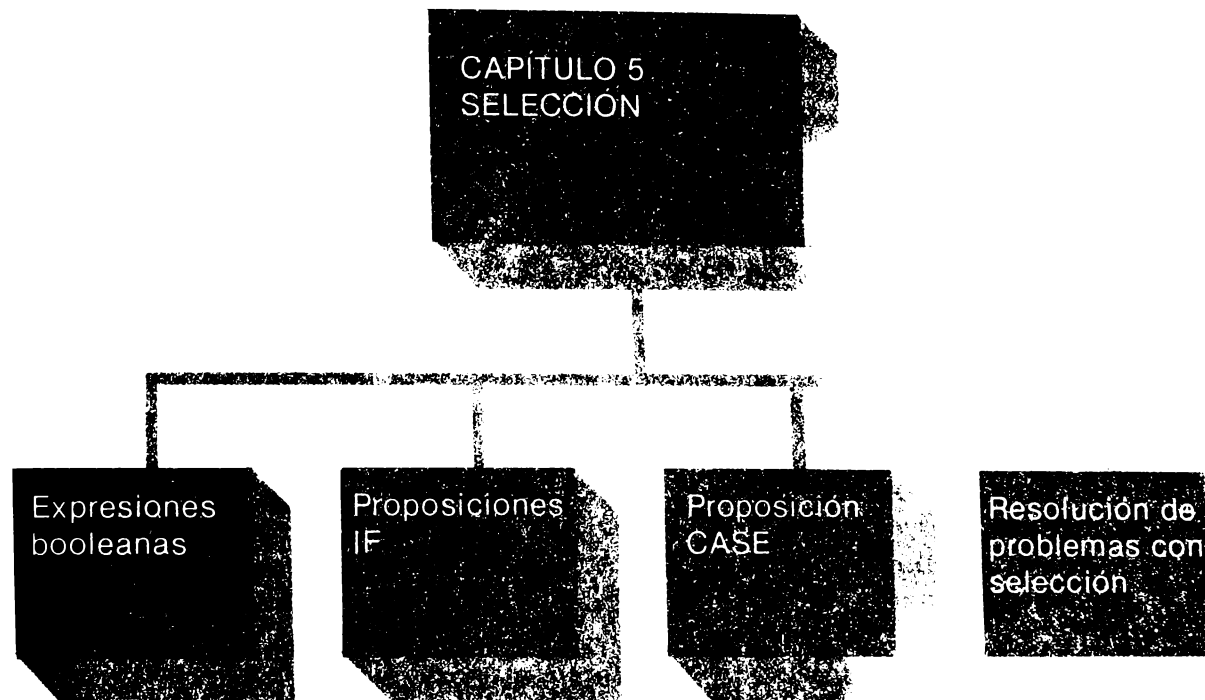 CAPÍTULO 5
SELECCIÓN
Expresiones
booleanas
Proposiciones
IF
Proposición
CASE
Resolución de
problemas con
selección